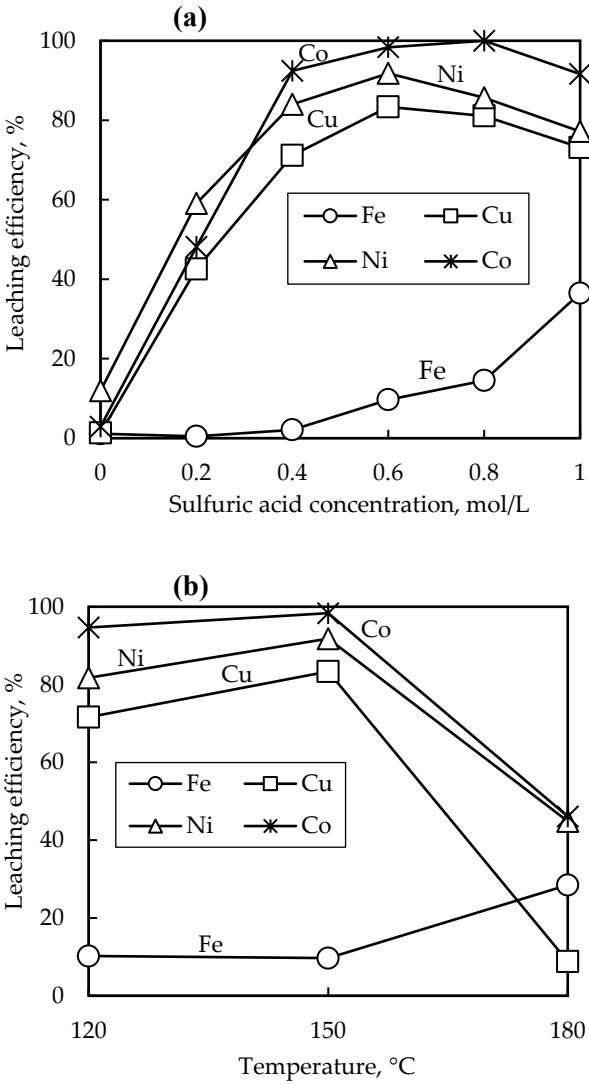 (a)
100
80
60
40
20
0
Leaching efficiency, %
Co
Ni
Cu
Fe
Fe Cu
Ni Co
0 0.2 0.4 0.6 0.8 1
Sulfuric acid concentration, mol/L
(b)
100
80
60
40
20
0
Leaching efficiency, %
Co
Ni
Cu
Fe Cu
Ni Co
Fe
120 150 180
Temperature, °C